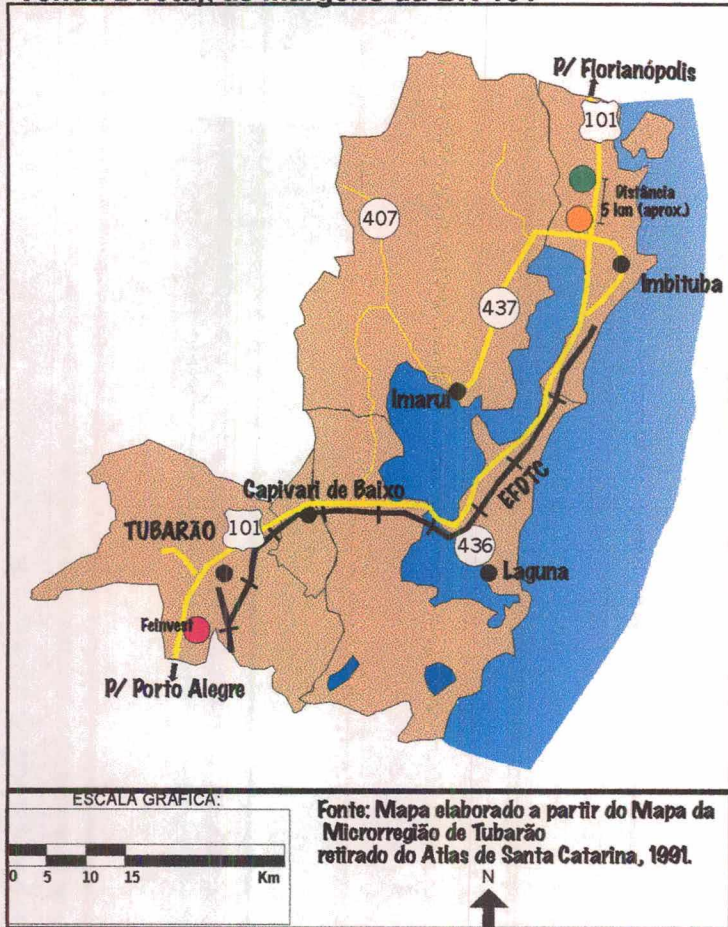 P/ Florianópolis
101
Distância
5 km (aprox.)
407
Imbituba
437
Imaruí
EFDTC
Capivari de Baixo
TUBARÃO
101
436
Laguna
Feinvest
P/ Porto Alegre
ESCALA GRAFICA:
0 5 10 15 Km
Fonte: Mapa elaborado a partir do Mapa da
Microrregião de Tubarão
retirado do Atlas de Santa Catarina, 1991.
N